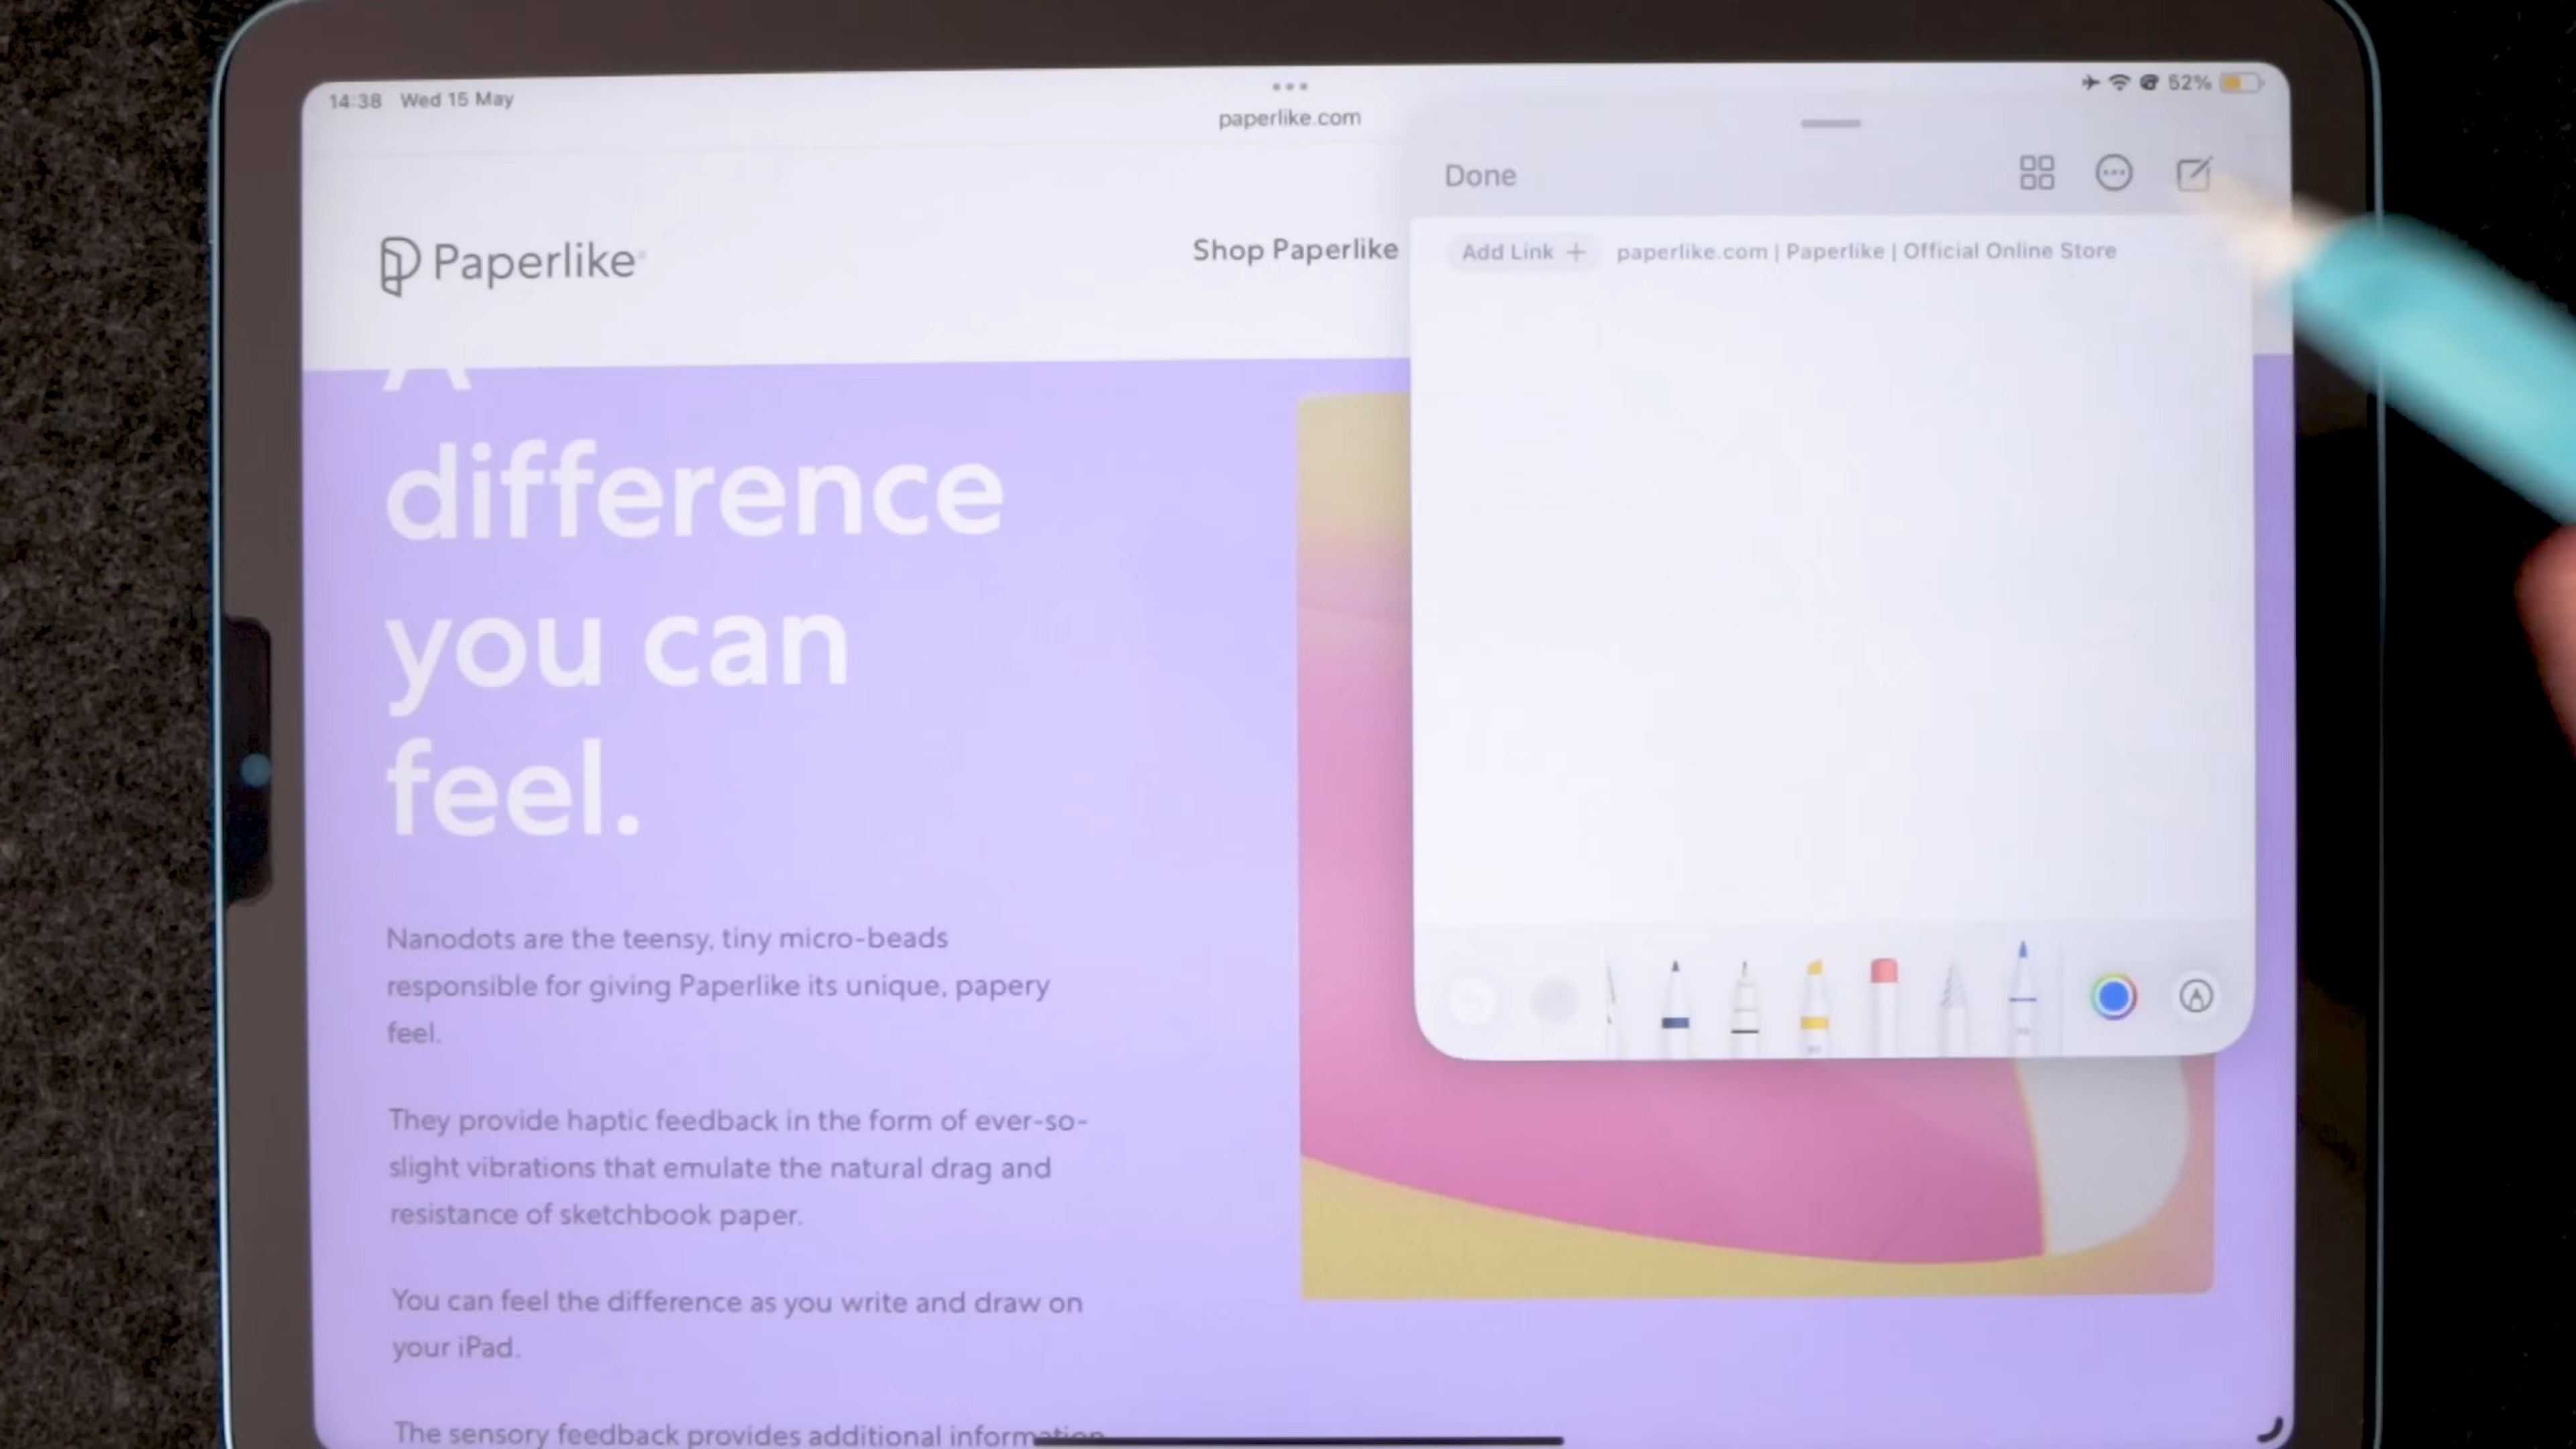 14:38 Wed 15 May
52%
paperlike.com
Done
Paperlike
Shop Paperlike
Add Link + paperlike.com | Paperlike | Official Online Store
A
difference
you can
feel.
Nanodots are the teensy, tiny micro-beads
responsible for giving Paperlike its unique, papery
feel.
They provide haptic feedback in the form of ever-so-
slight vibrations that emulate the natural drag and
resistance of sketchbook paper.
You can feel the difference as you write and draw on
your iPad.
The sensory feedback provides additional information